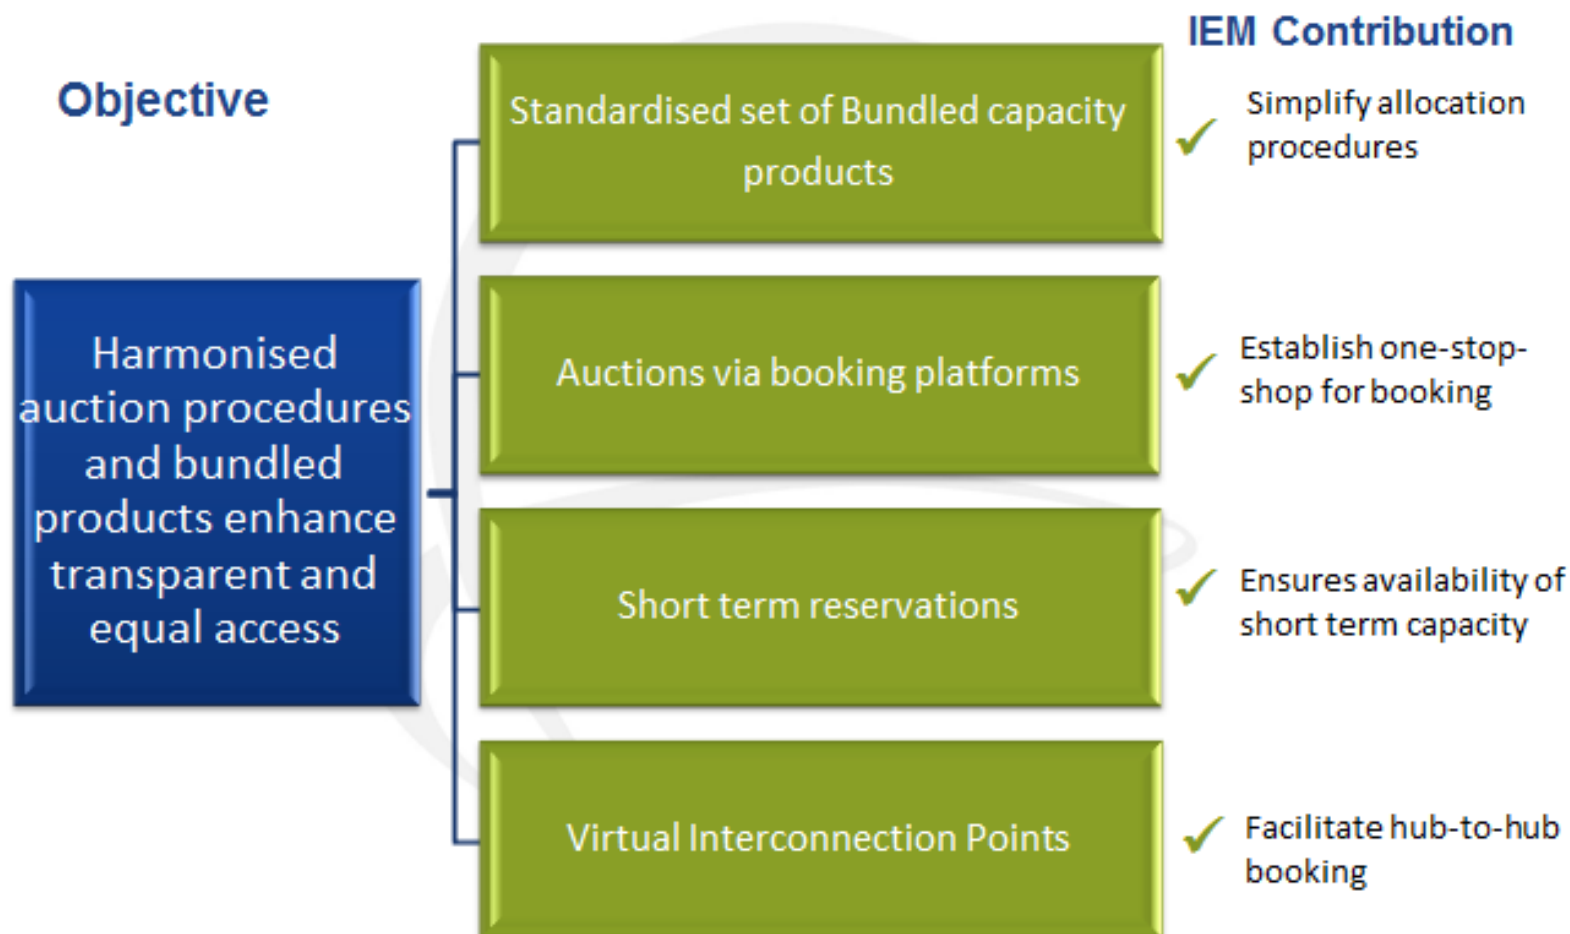 Objective
IEM Contribution
Harmonised
auction procedures
and bundled
products enhance
transparent and
equal access
Standardised set of Bundled capacity
products
Simplify allocation
procedures
Auctions via booking platforms
Establish one-stop-
shop for booking
Short term reservations
Ensures availability of
short term capacity
Virtual Interconnection Points
Facilitate hub-to-hub
booking